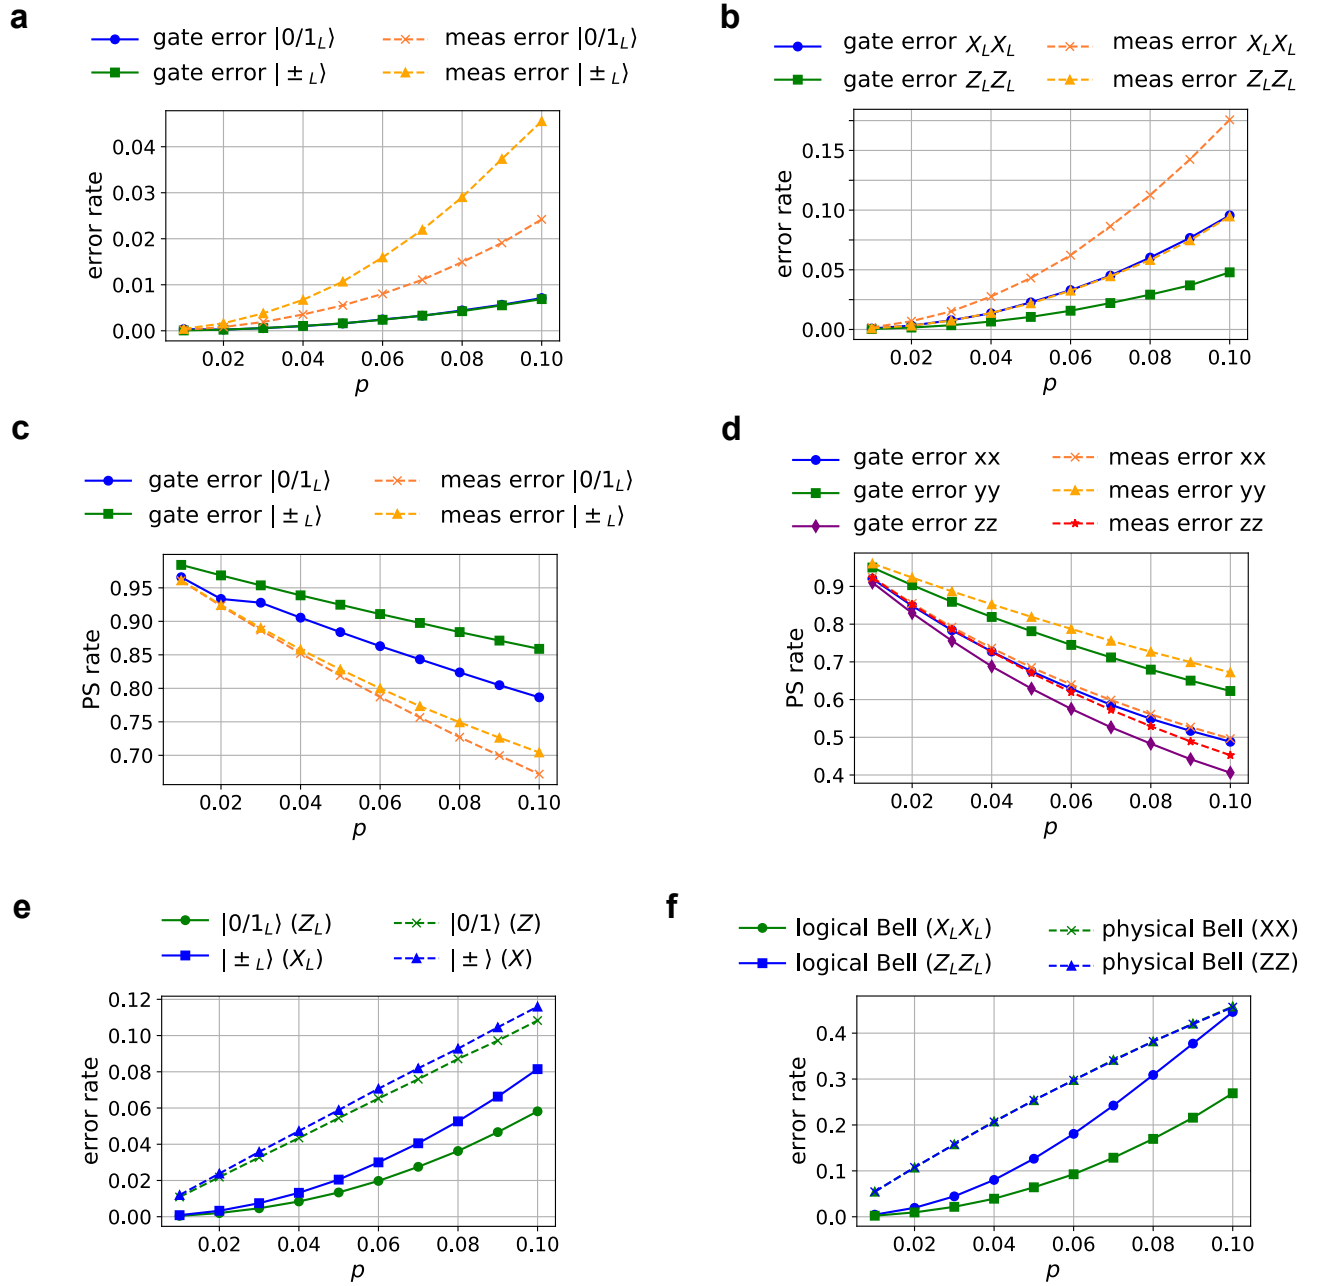 a
gate error |0/1_L⟩
meas error |0/1_L⟩
gate error |±_L⟩
meas error |±_L⟩
error rate
0.04
0.03
0.02
0.01
0.00
0.02 0.04 0.06 0.08 0.10
p
b
gate error X_LX_L
meas error X_LX_L
gate error Z_LZ_L
meas error Z_LZ_L
error rate
0.15
0.10
0.05
0.00
0.02 0.04 0.06 0.08 0.10
p
c
gate error |0/1_L⟩
meas error |0/1_L⟩
gate error |±_L⟩
meas error |±_L⟩
PS rate
0.95
0.90
0.85
0.80
0.75
0.70
0.02 0.04 0.06 0.08 0.10
p
d
gate error xx
meas error xx
gate error yy
meas error yy
gate error zz
meas error zz
PS rate
0.9
0.8
0.7
0.6
0.5
0.4
0.02 0.04 0.06 0.08 0.10
p
e
|0/1_L⟩ (Z_L)
|0/1⟩ (Z)
|±_L⟩ (X_L)
|±⟩ (X)
error rate
0.12
0.10
0.08
0.06
0.04
0.02
0.00
0.02 0.04 0.06 0.08 0.10
p
f
logical Bell (X_LX_L)
physical Bell (XX)
logical Bell (Z_LZ_L)
physical Bell (ZZ)
error rate
0.4
0.3
0.2
0.1
0.0
0.02 0.04 0.06 0.08 0.10
p